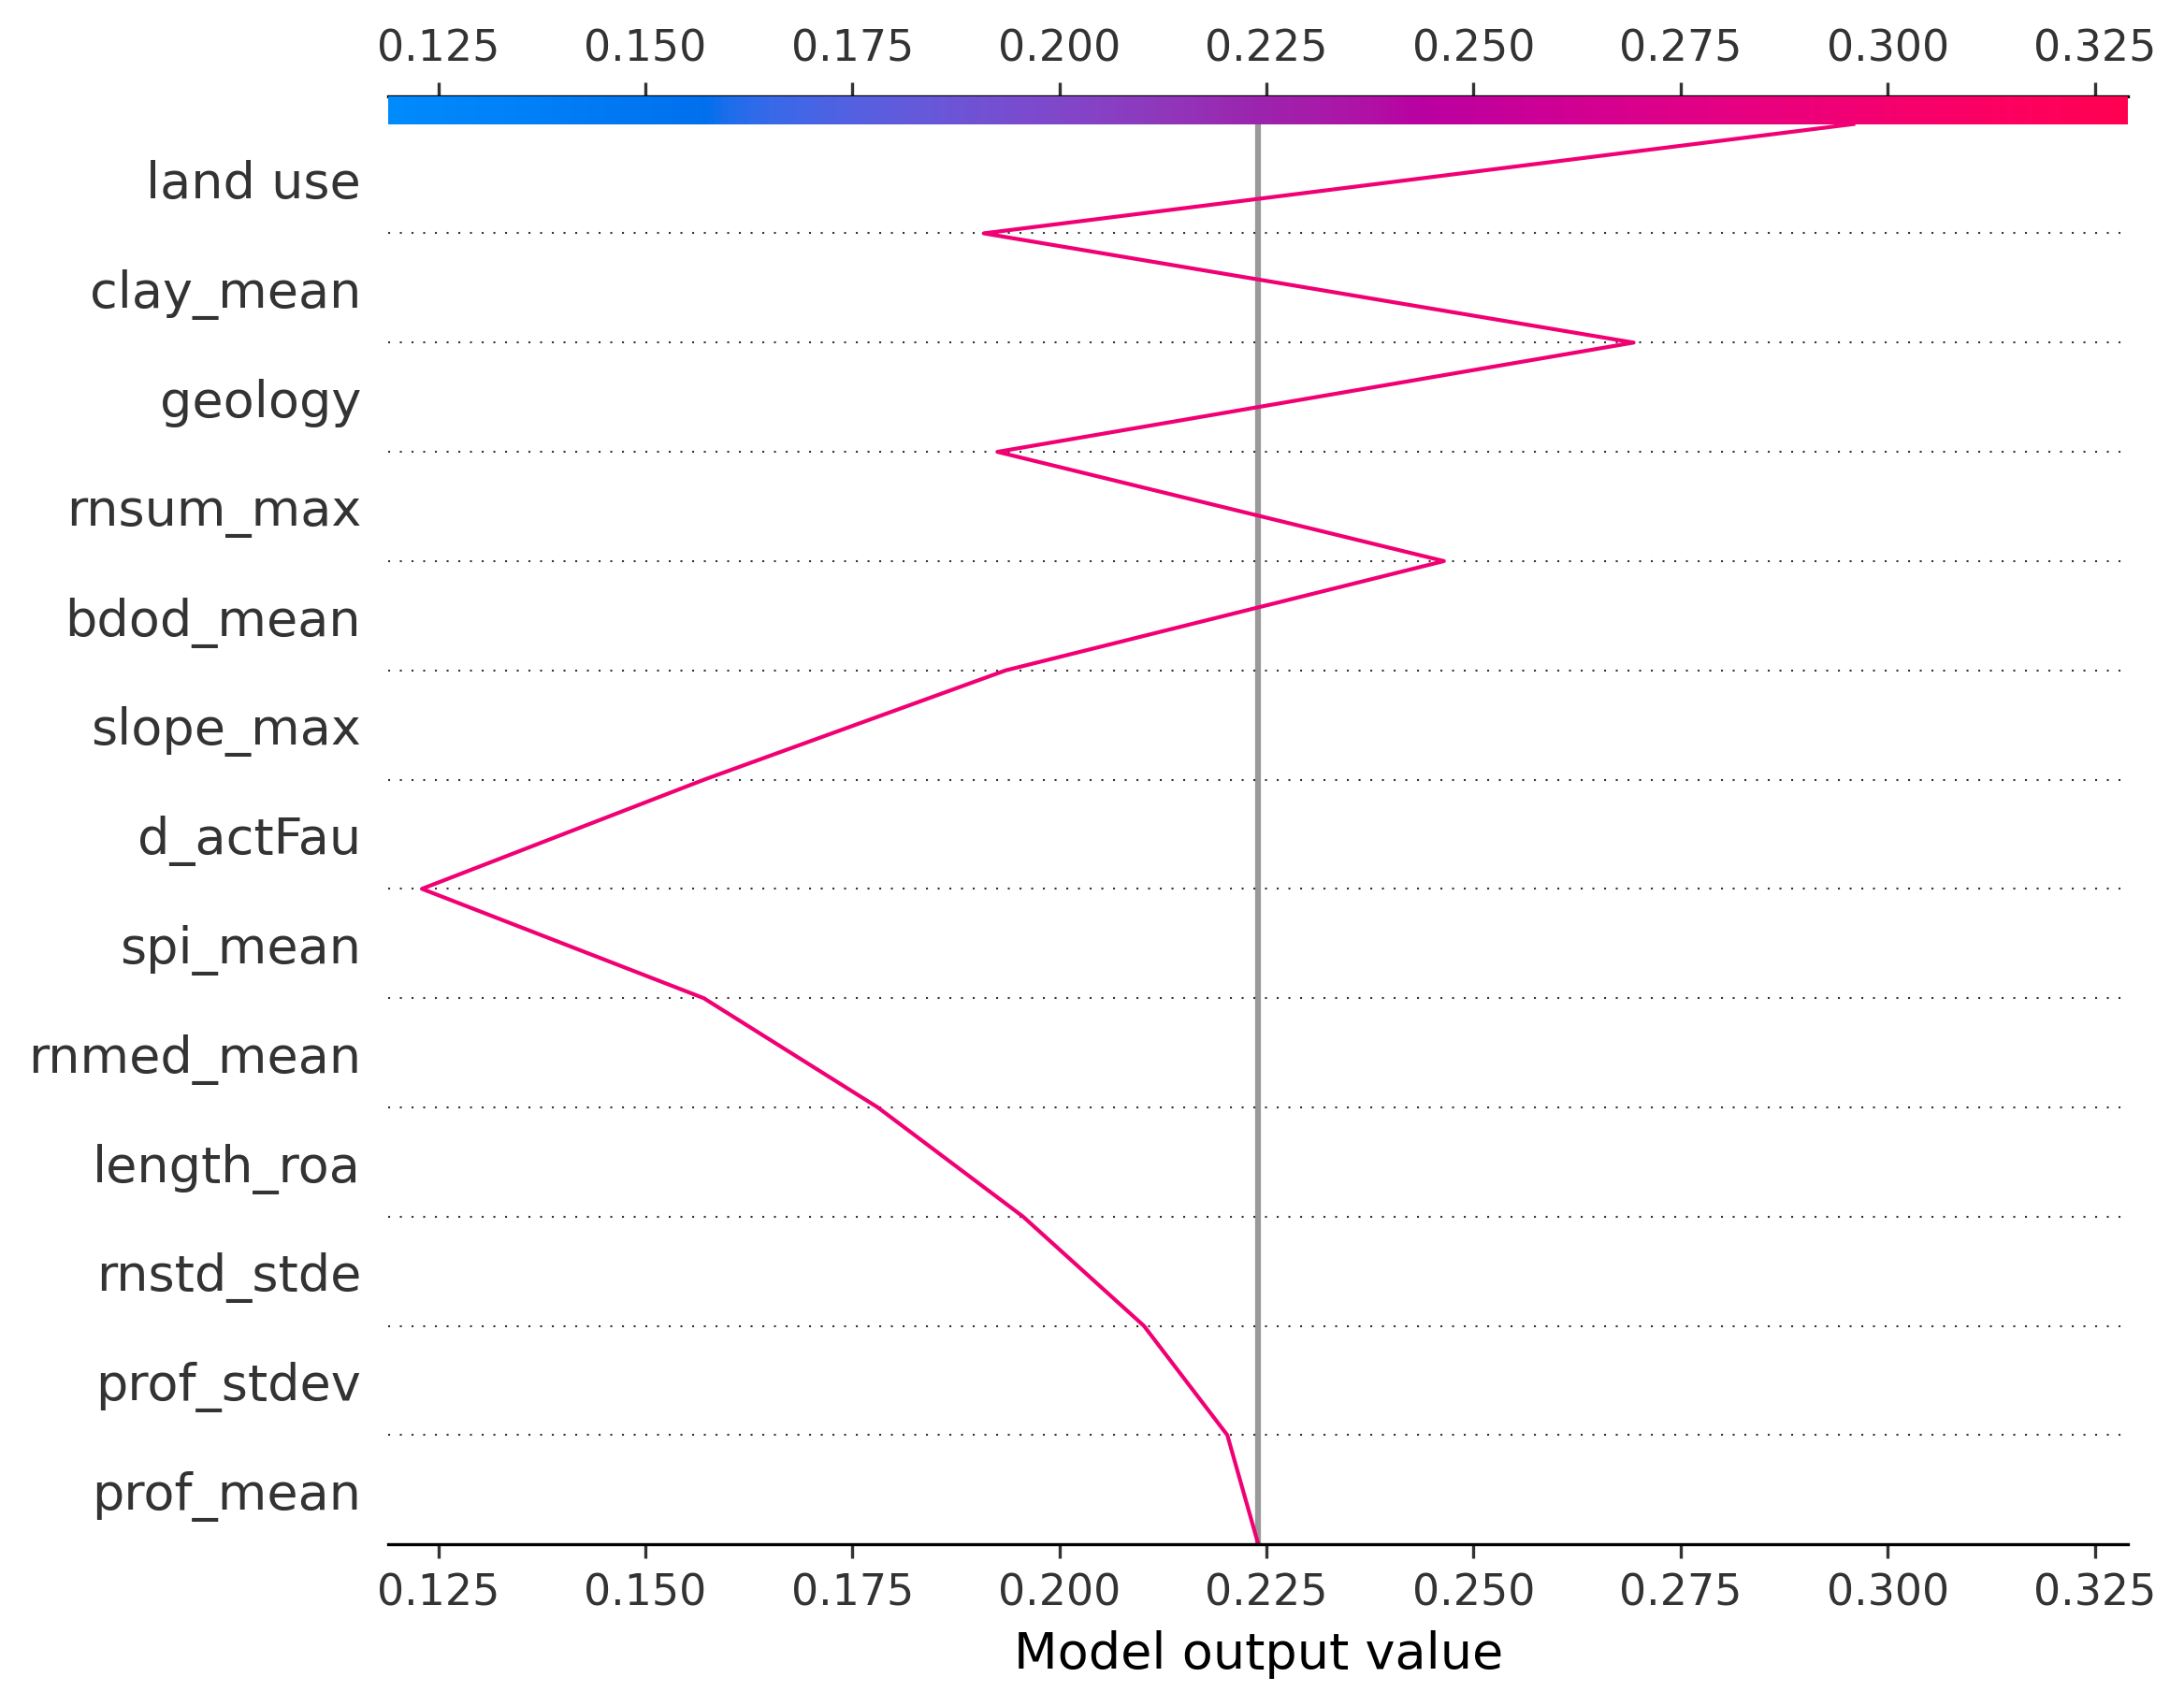 0.125 0.150 0.175 0.200 0.225 0.250 0.275 0.300 0.325
land use
clay_mean
geology
rnsum_max
bdod_mean
slope_max
d_actFau
spi_mean
rnmed_mean
length_roa
rnstd_stde
prof_stdev
prof_mean
0.125 0.150 0.175 0.200 0.225 0.250 0.275 0.300 0.325
Model output value